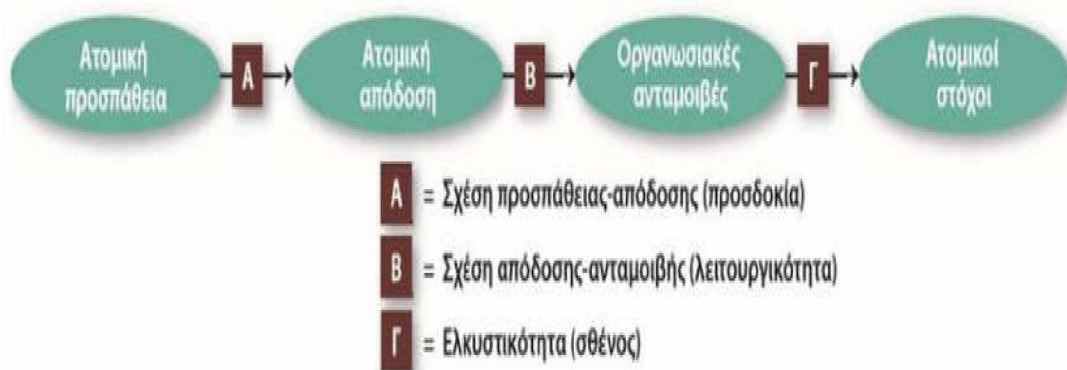 Ατομική
προσπάθεια
Α
Ατομική
απόδοση
Β
Οργανωσιακές
ανταμοιβές
Γ
Ατομικοί
στόχοι
Α = Σχέση προσπάθειας-απόδοσης (προσδοκία)
Β = Σχέση απόδοσης-ανταμοιβής (λειτουργικότητα)
Γ = Ελκυστικότητα (σθένος)